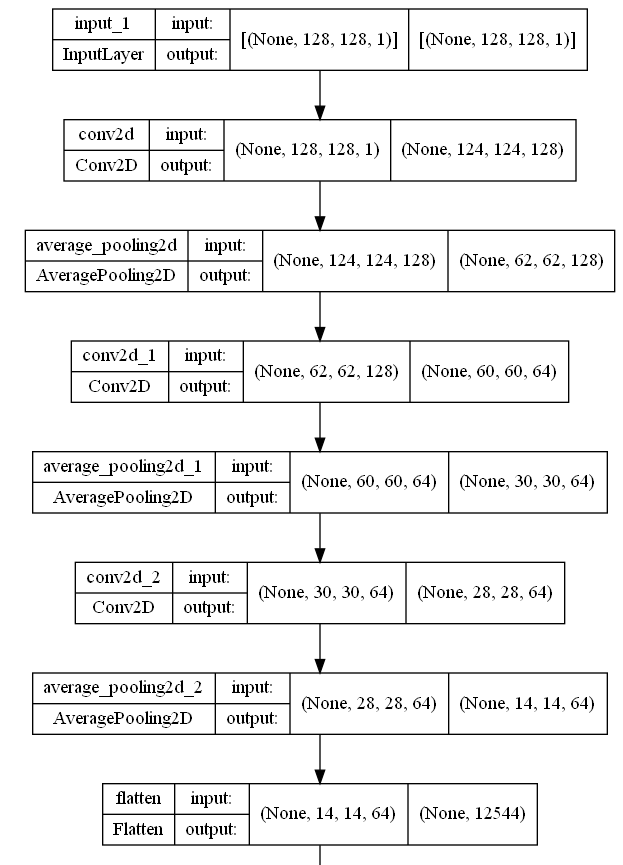 input_1 input: [(None, 128, 128, 1)] [(None, 128, 128, 1)]
InputLayer output:
conv2d input: (None, 128, 128, 1) (None, 124, 124, 128)
Conv2D output:
average_pooling2d input: (None, 124, 124, 128) (None, 62, 62, 128)
AveragePooling2D output:
conv2d_1 input: (None, 62, 62, 128) (None, 60, 60, 64)
Conv2D output:
average_pooling2d_1 input: (None, 60, 60, 64) (None, 30, 30, 64)
AveragePooling2D output:
conv2d_2 input: (None, 30, 30, 64) (None, 28, 28, 64)
Conv2D output:
average_pooling2d_2 input: (None, 28, 28, 64) (None, 14, 14, 64)
AveragePooling2D output:
flatten input: (None, 14, 14, 64) (None, 12544)
Flatten output: